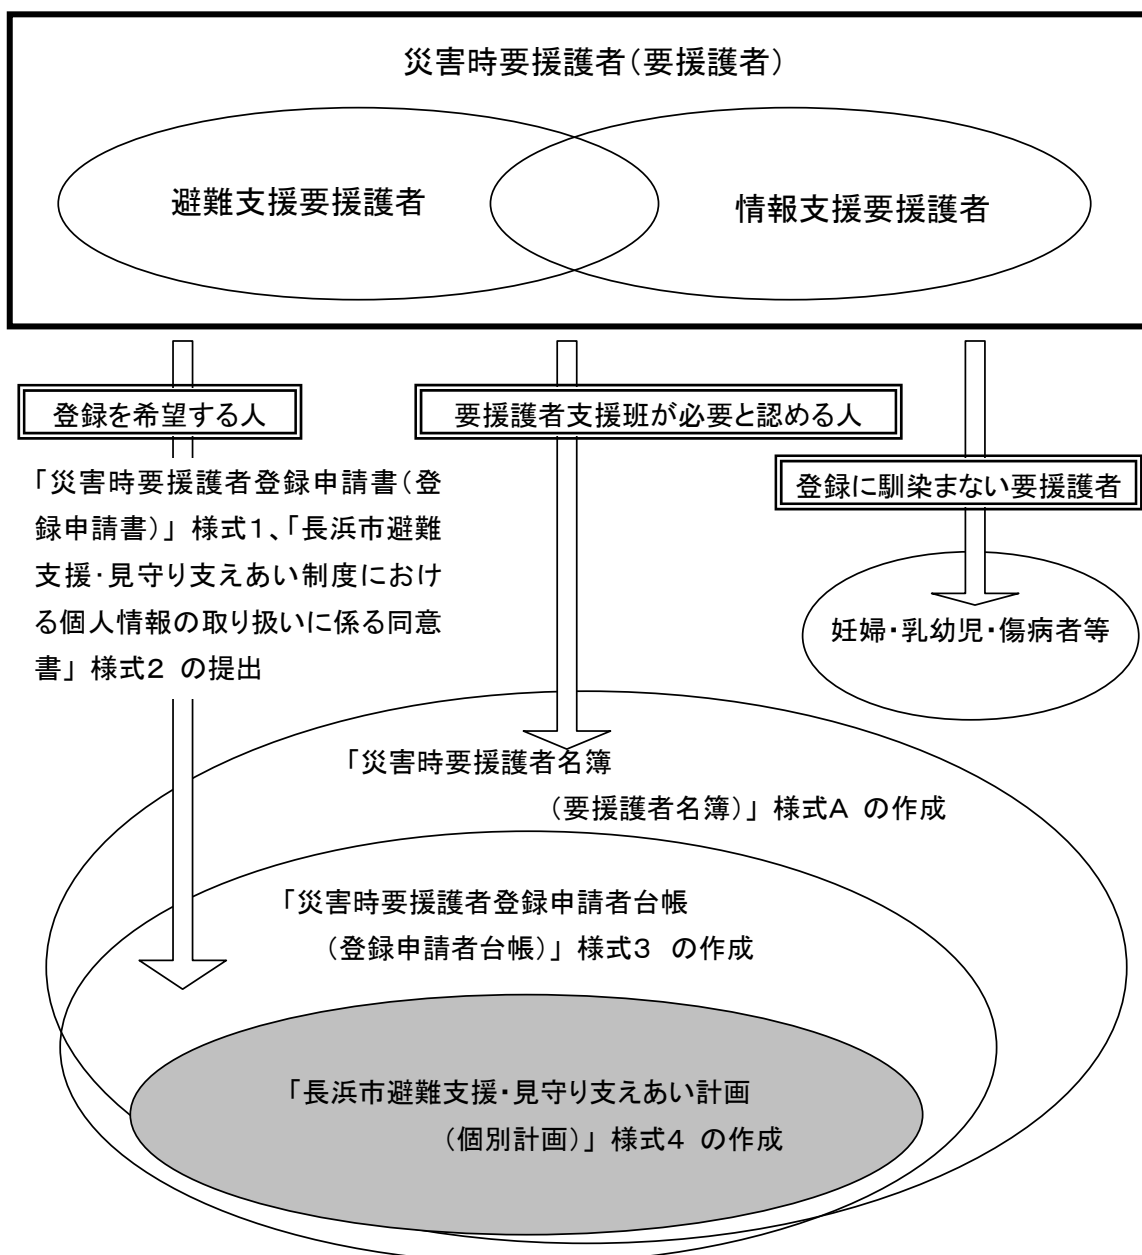 災害時要援護者(要援護者)
避難支援要援護者
情報支援要援護者
登録を希望する人
要援護者支援班が必要と認める人
登録に馴染まない要援護者
「災害時要援護者登録申請書(登
録申請書)」 様式1、「長浜市避難
支援・見守り支えあい制度におけ
る個人情報の取り扱いに係る同意
書」 様式2 の提出
妊婦・乳幼児・傷病者等
「災害時要援護者名簿
(要援護者名簿)」 様式A の作成
「災害時要援護者登録申請者台帳
(登録申請者台帳)」 様式3 の作成
「長浜市避難支援・見守り支えあい計画
(個別計画)」 様式4 の作成